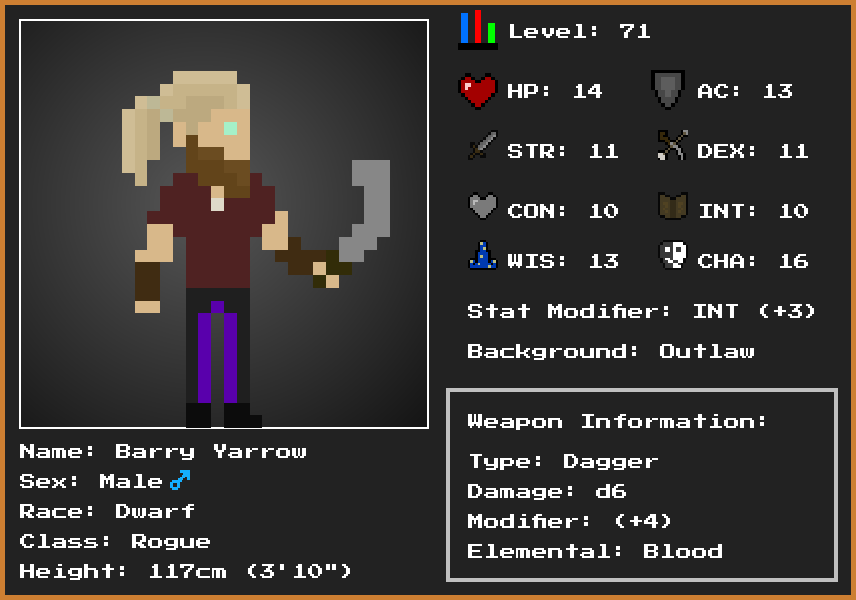 Level: 71
HP: 14 AC: 13
STR: 11 DEX: 11
CON: 10 INT: 10
WIS: 13 CHA: 16
Stat Modifier: INT (+3)
Background: Outlaw
Weapon Information:
Type: Dagger
Damage: d6
Modifier: (+4)
Elemental: Blood
Name: Barry Yarrow
Sex: Male♂
Race: Dwarf
Class: Rogue
Height: 117cm (3'10")